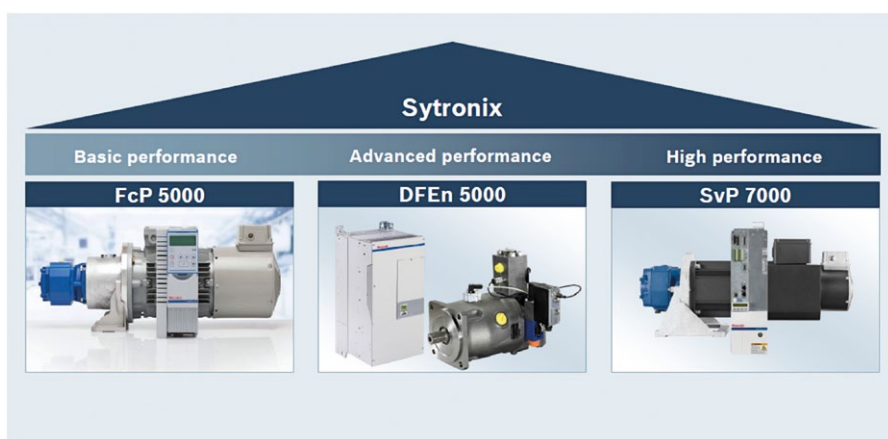 Sytronix
Basic performance
Advanced performance
High performance
FcP 5000
DFEn 5000
SvP 7000